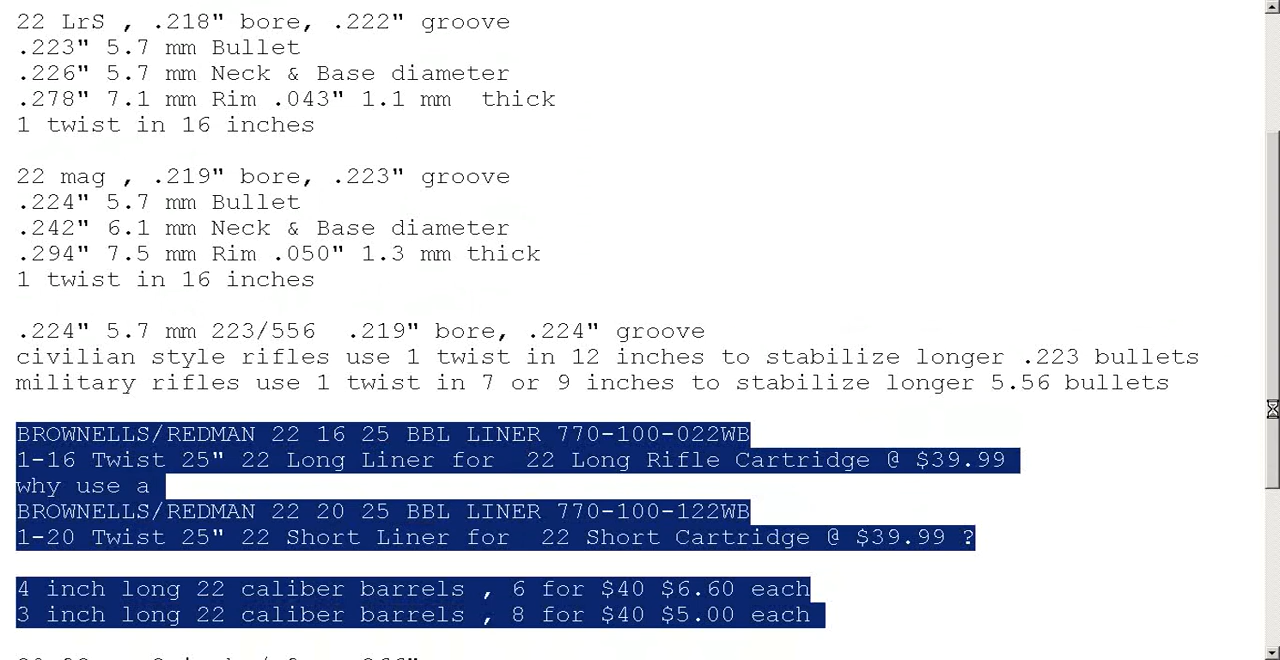 22 LrS , .218" bore, .222" groove
.223" 5.7 mm Bullet
.226" 5.7 mm Neck & Base diameter
.278" 7.1 mm Rim .043" 1.1 mm  thick
1 twist in 16 inches
22 mag , .219" bore, .223" groove
.224" 5.7 mm Bullet
.242" 6.1 mm Neck & Base diameter
.294" 7.5 mm Rim .050" 1.3 mm thick
1 twist in 16 inches
.224" 5.7 mm 223/556  .219" bore, .224" groove
civilian style rifles use 1 twist in 12 inches to stabilize longer .223 bullets
military rifles use 1 twist in 7 or 9 inches to stabilize longer 5.56 bullets
BROWNELLS/REDMAN 22 16 25 BBL LINER 770-100-022WB
1-16 Twist 25" 22 Long Liner for  22 Long Rifle Cartridge @ $39.99
why use a
BROWNELLS/REDMAN 22 20 25 BBL LINER 770-100-122WB
1-20 Twist 25" 22 Short Liner for  22 Short Cartridge @ $39.99 ?
4 inch long 22 caliber barrels , 6 for $40 $6.60 each
3 inch long 22 caliber barrels , 8 for $40 $5.00 each